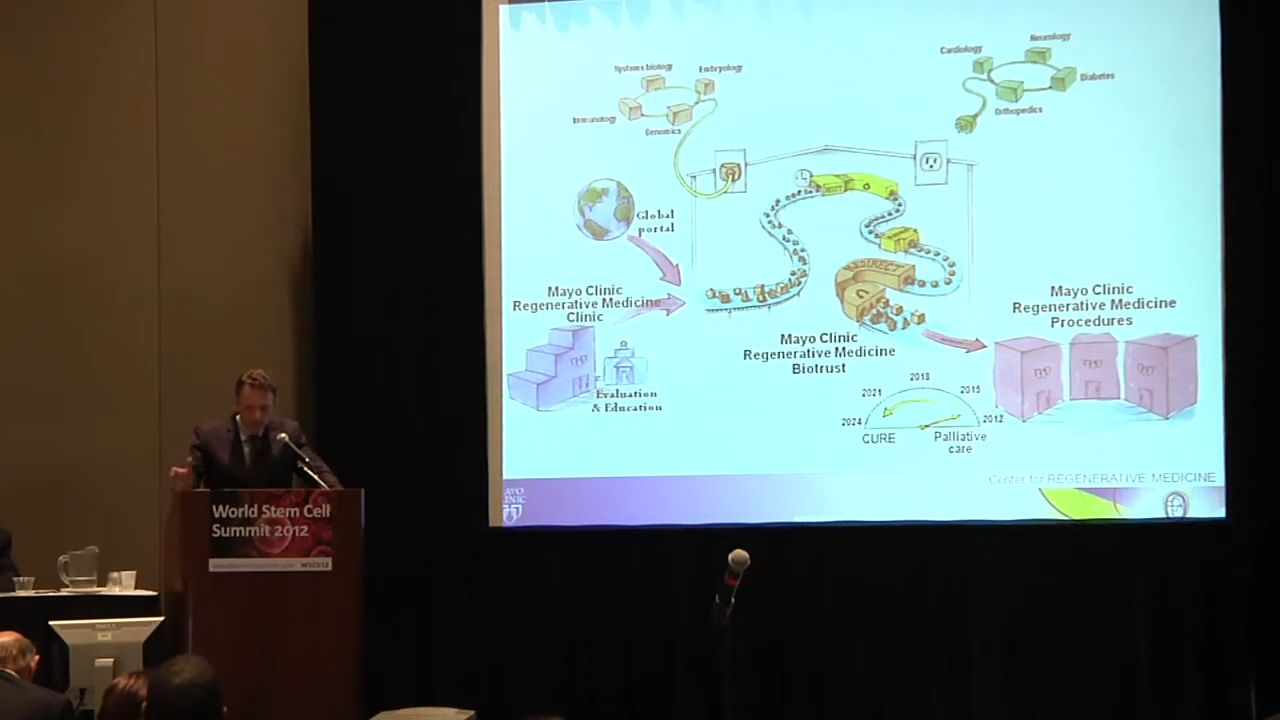 Systems biology
Embryology
Immunology
Genomics
Cardiology
Neurology
Diabetes
Orthopedics
Global
portal
Mayo Clinic
Regenerative Medicine
Clinic
Evaluation
& Education
REDIRECT
Mayo Clinic
Regenerative Medicine
Biotrust
Mayo Clinic
Regenerative Medicine
Procedures
2024
2021
2018
2015
2012
CURE
Palliative
care
Center for REGENERATIVE MEDICINE
World Stem Cell
Summit 2012
WSCS12